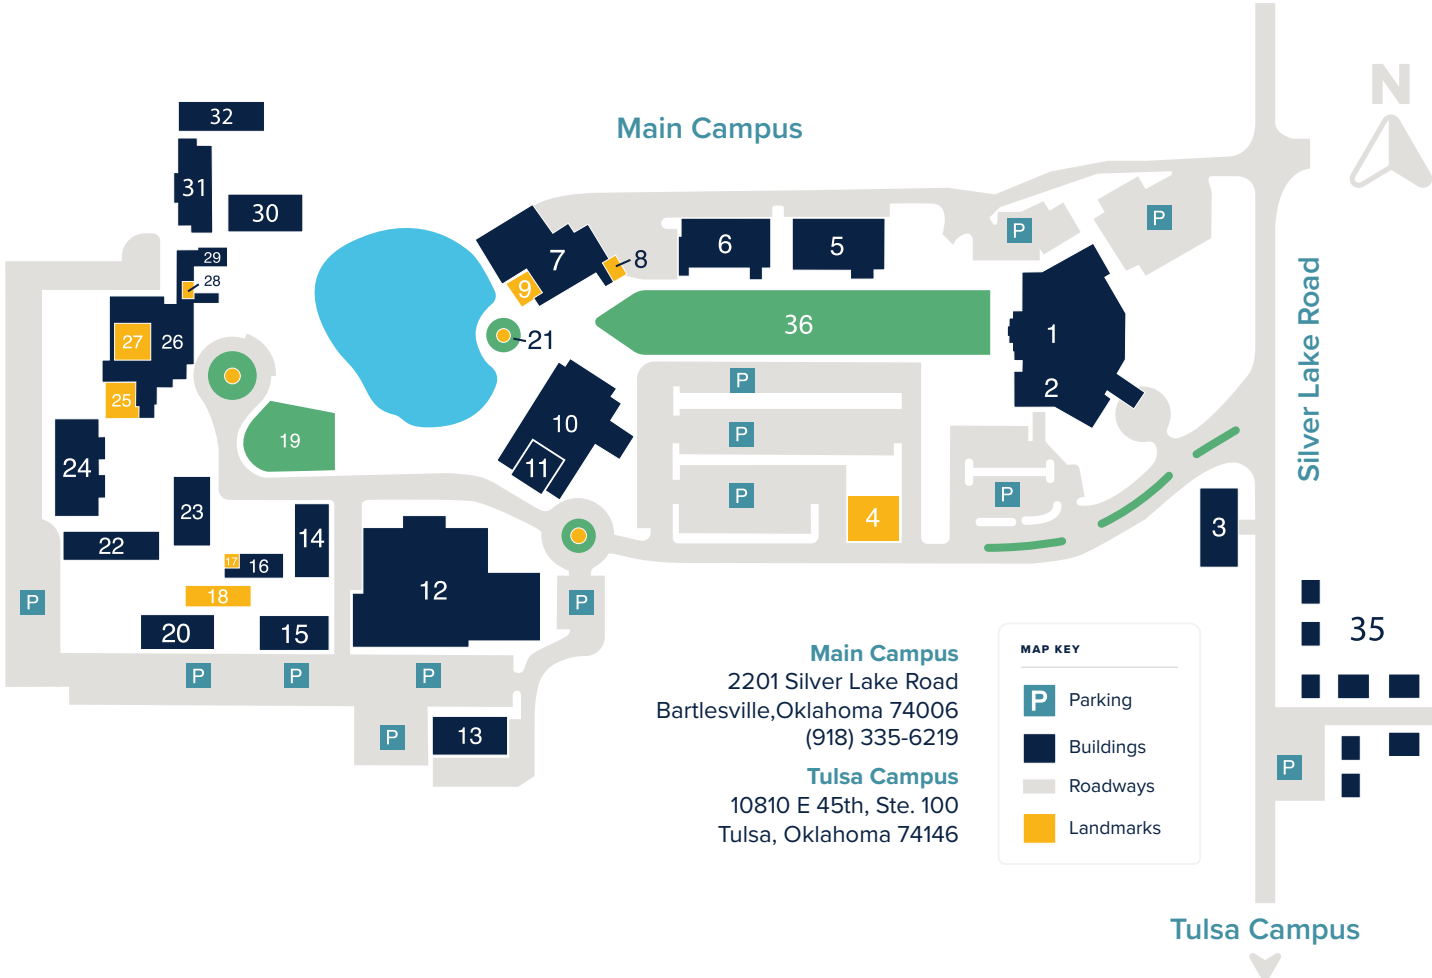 N
Main Campus
32
31
30
29
28
27
26
25
24
23
22
19
7
8
9
21
6
5
36
1
2
P
P
Silver Lake Road
10
11
P
P
P
4
P
3
14
17
16
18
20
15
12
P
P
P
P
P
P
13
35
P
Main Campus
2201 Silver Lake Road
Bartlesville,Oklahoma 74006
(918) 335-6219
Tulsa Campus
10810 E 45th, Ste. 100
Tulsa, Oklahoma 74146
MAP KEY
P Parking
Buildings
Roadways
Landmarks
Tulsa Campus